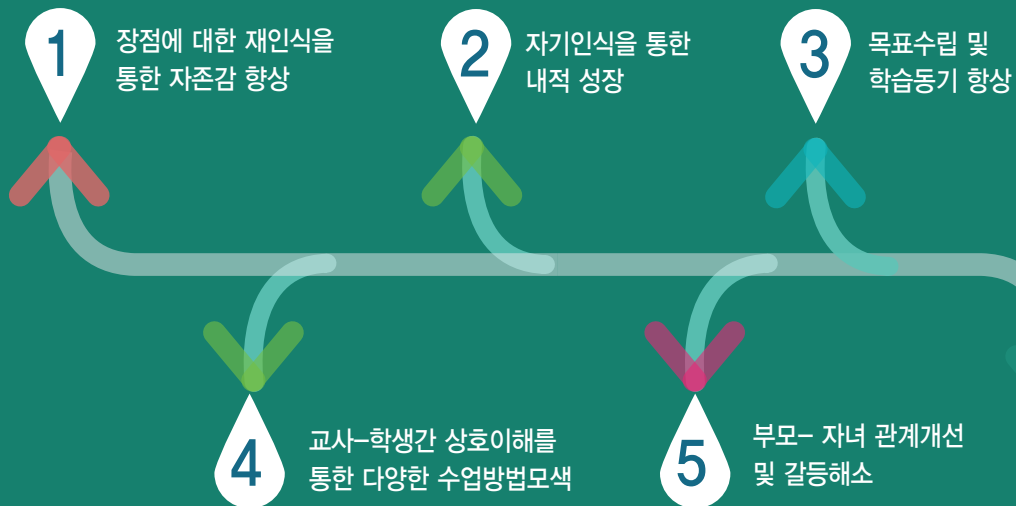 1
장점에 대한 재인식을
통한 자존감 향상
2
자기인식을 통한
내적 성장
3
목표수립 및
학습동기 항상
4
교사-학생간 상호이해를
통한 다양한 수업방법모색
5
부모- 자녀 관계개선
및 갈등해소